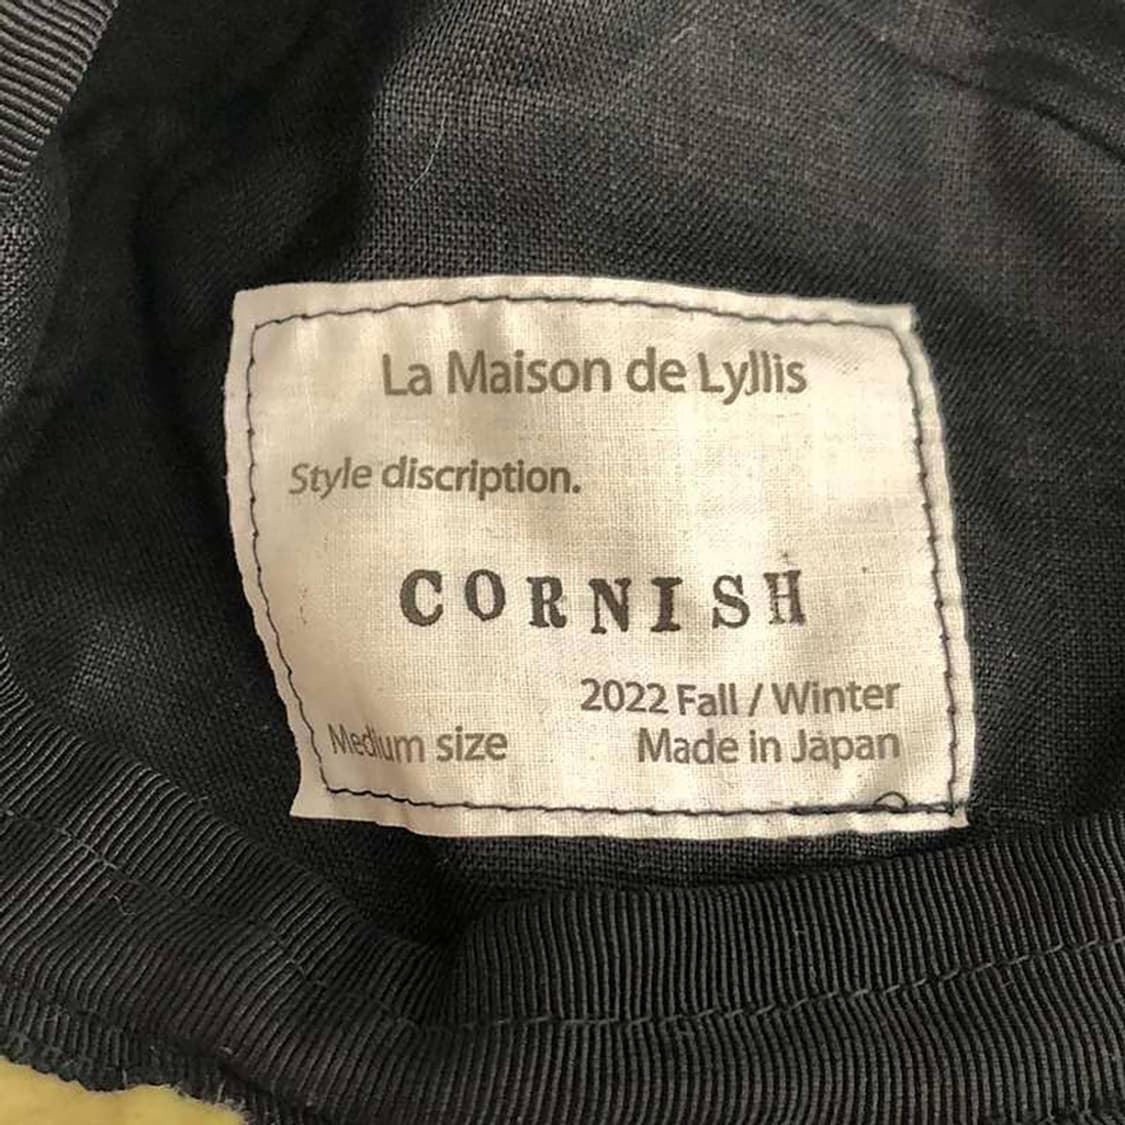 La Maison de Lyllis
Style discription.
CORNISH
2022 Fall / Winter
Medium size Made in Japan